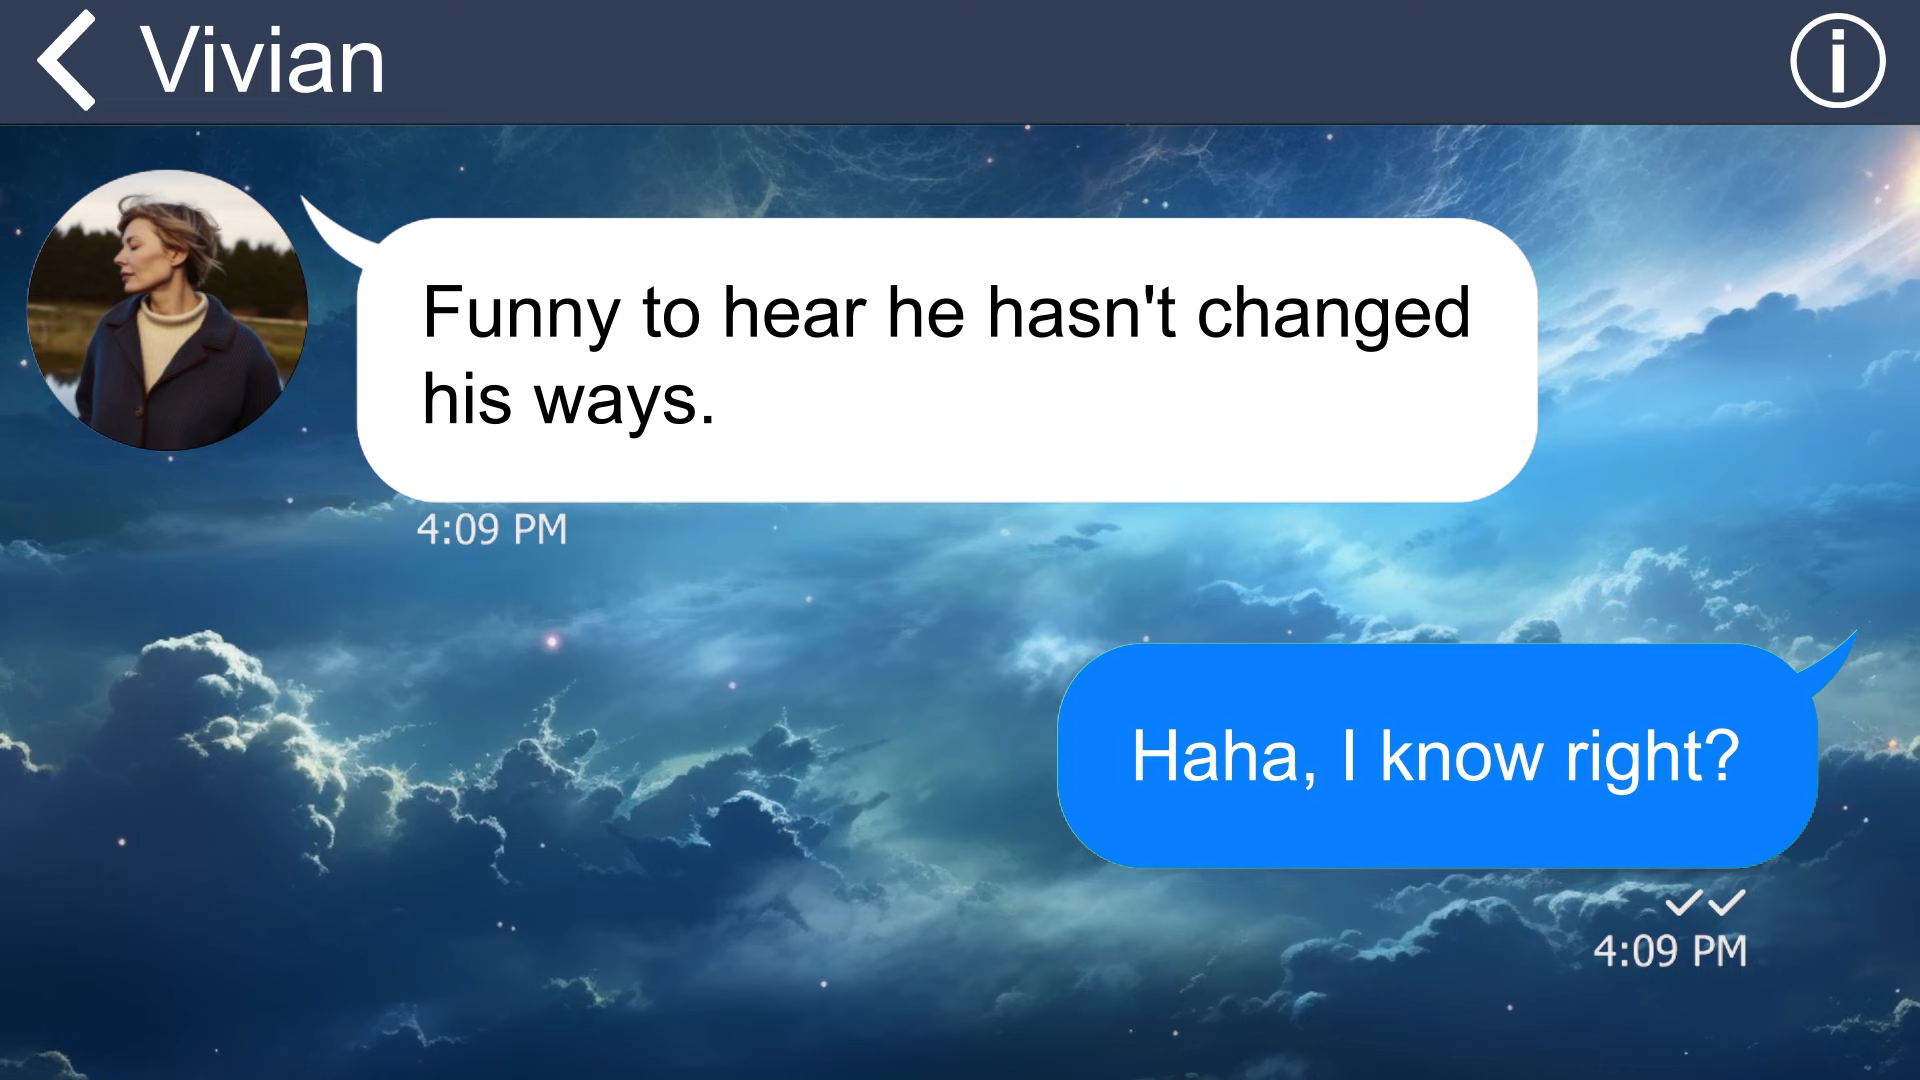 Vivian
Funny to hear he hasn't changed
his ways.
4:09 PM
Haha, I know right?
4:09 PM